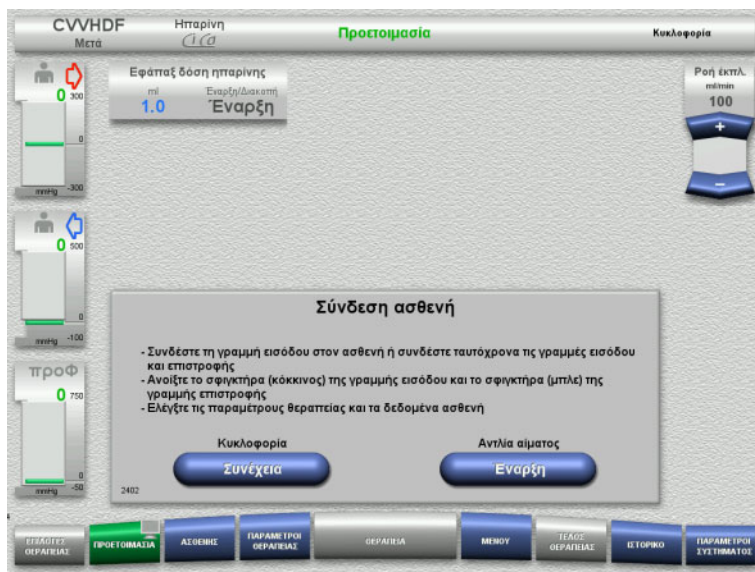 CVVHDF
Μετά
Ηπαρίνη
Cica
Προετοιμασία
Κυκλοφορία
0
300
0
mmHg
-300
Εφάπαξ δόση ηπαρίνης
ml
Έναρξη/Διακοπή
1.0
Έναρξη
Ροή έκπλ.
ml/min
100
+
−
0
500
0
mmHg
-100
προΦ
0
750
0
mmHg
-50
Σύνδεση ασθενή
- Συνδέστε τη γραμμή εισόδου στον ασθενή ή συνδέστε ταυτόχρονα τις γραμμές εισόδου
και επιστροφής
- Ανοίξτε το σφιγκτήρα (κόκκινος) της γραμμής εισόδου και το σφιγκτήρα (μπλε) της
γραμμής επιστροφής
- Ελέγξτε τις παραμέτρους θεραπείας και τα δεδομένα ασθενή
Κυκλοφορία
Αντλία αίματος
Συνέχεια
Έναρξη
2402
ΕΠΙΛΟΓΕΣ
ΘΕΡΑΠΕΙΑΣ
ΠΡΟΕΤΟΙΜΑΣΙΑ
ΑΣΘΕΝΗΣ
ΠΑΡΑΜΕΤΡΟΙ
ΘΕΡΑΠΕΙΑΣ
ΘΕΡΑΠΕΙΑ
ΜΕΝΟΥ
ΤΕΛΟΣ
ΘΕΡΑΠΕΙΑΣ
ΙΣΤΟΡΙΚΟ
ΠΑΡΑΜΕΤΡΟΙ
ΣΥΣΤΗΜΑΤΟΣ